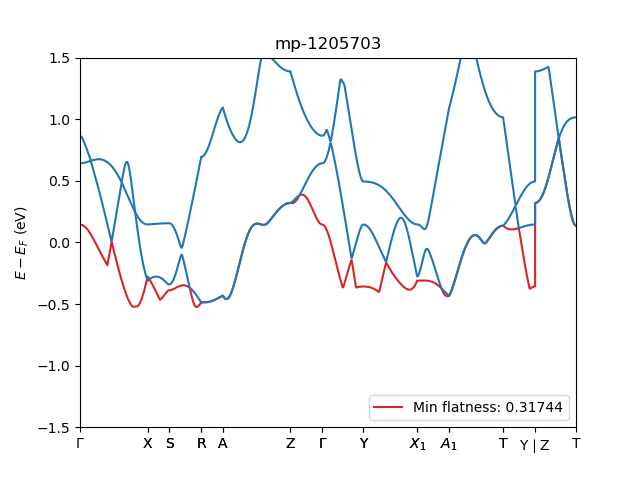 mp-1205703
E − E_F (eV)
1.5
1.0
0.5
0.0
−0.5
−1.0
−1.5
Min flatness: 0.31744
Γ X S R A Z Γ Y X₁ A₁ T Y | Z T